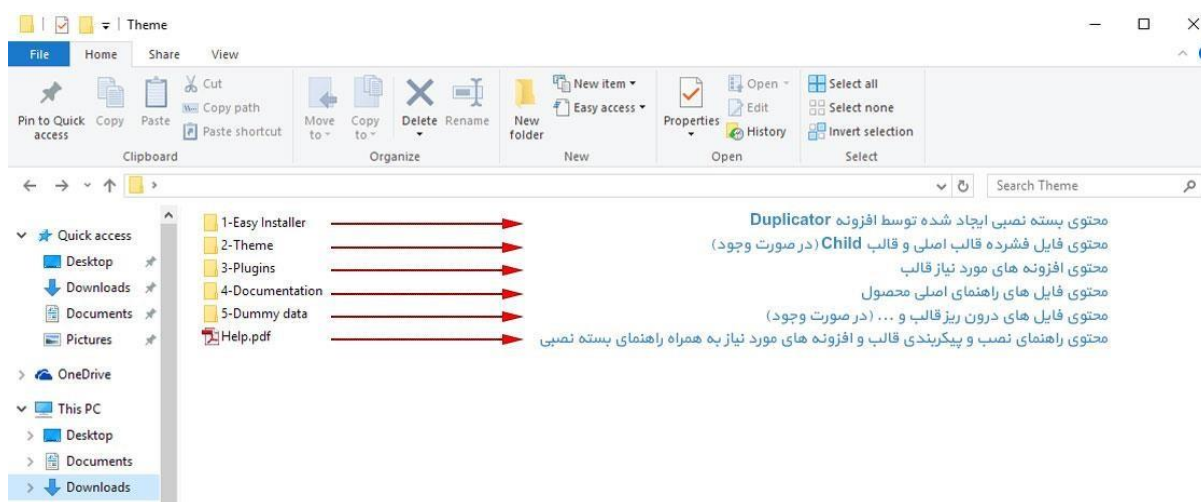 Theme
File Home Share View
Pin to Quick access
Copy
Paste
Cut
Copy path
Paste shortcut
Clipboard
Move to
Copy to
Delete
Rename
Organize
New folder
New item
Easy access
New
Properties
Open
Edit
History
Open
Select all
Select none
Invert selection
Select
Search Theme
Quick access
Desktop
Downloads
Documents
Pictures
OneDrive
This PC
Desktop
Documents
Downloads
1-Easy Installer محتوی بسته نصبی ایجاد شده توسط افزونه Duplicator
2-Theme محتوی فایل فشرده قالب اصلی و قالب Child (در صورت وجود)
3-Plugins محتوی افزونه های مورد نیاز قالب
4-Documentation محتوی فایل های راهنمای اصلی محصول
5-Dummy data محتوی فایل های درون ریز قالب و ... (در صورت وجود)
Help.pdf محتوی راهنمای نصب و پیکربندی قالب و افزونه های مورد نیاز به همراه راهنمای بسته نصبی